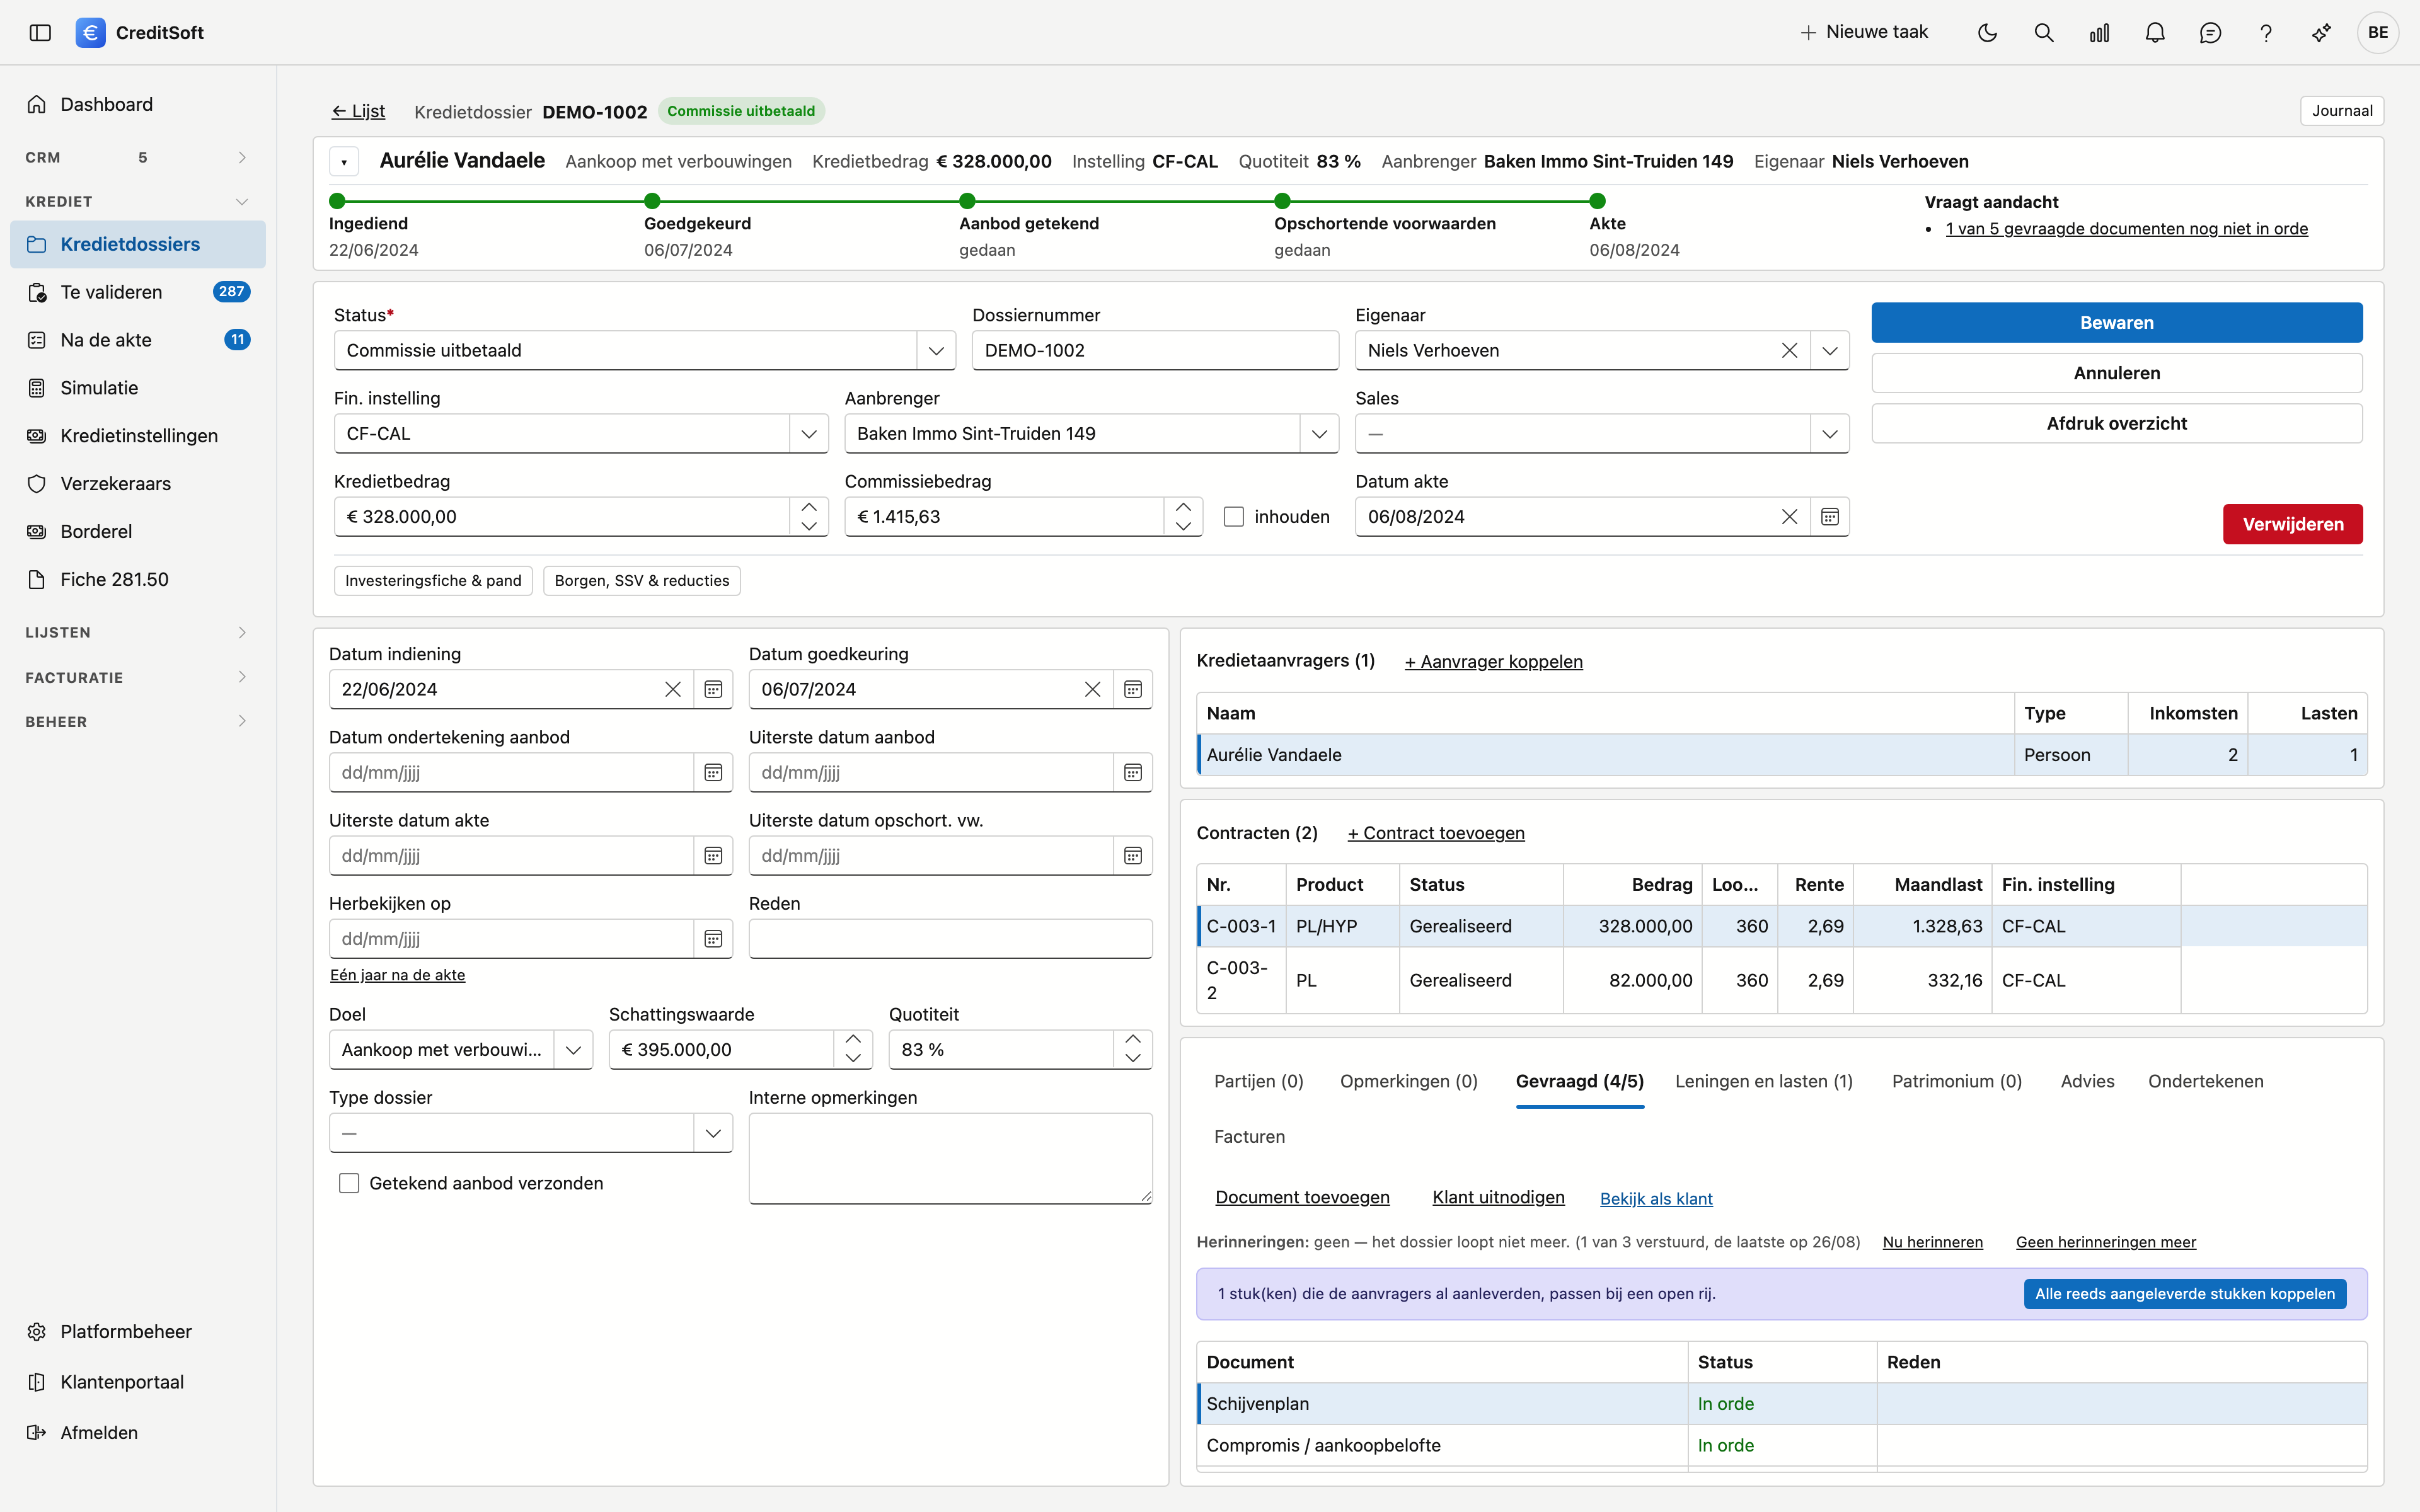 CreditSoft
Nieuwe taak
BE
Dashboard
CRM 5
KREDIET
Kredietdossiers
Te valideren 287
Na de akte 11
Simulatie
Kredietinstellingen
Verzekeraars
Borderel
Fiche 281.50
LIJSTEN
FACTURATIE
BEHEER
Platformbeheer
Klantenportaal
Afmelden
← Lijst Kredietdossier DEMO-1002 Commissie uitbetaald Journaal
Aurélie Vandaele Aankoop met verbouwingen Kredietbedrag € 328.000,00 Instelling CF-CAL Quotiteit 83 % Aanbrenger Baken Immo Sint-Truiden 149 Eigenaar Niels Verhoeven
Ingediend Goedgekeurd Aanbod getekend Opschortende voorwaarden Akte
22/06/2024 06/07/2024 gedaan gedaan 06/08/2024
Vraagt aandacht
• 1 van 5 gevraagde documenten nog niet in orde
Status* Dossiernummer Eigenaar
Commissie uitbetaald DEMO-1002 Niels Verhoeven
Fin. instelling Aanbrenger Sales
CF-CAL Baken Immo Sint-Truiden 149 —
Kredietbedrag Commissiebedrag Datum akte
€ 328.000,00 € 1.415,63 inhouden 06/08/2024
Bewaren
Annuleren
Afdruk overzicht
Verwijderen
Investeringsfiche & pand Borgen, SSV & reducties
Datum indiening Datum goedkeuring
22/06/2024 06/07/2024
Datum ondertekening aanbod Uiterste datum aanbod
dd/mm/jjjj dd/mm/jjjj
Uiterste datum akte Uiterste datum opschort. vw.
dd/mm/jjjj dd/mm/jjjj
Herbekijken op Reden
dd/mm/jjjj
Eén jaar na de akte
Doel Schattingswaarde Quotiteit
Aankoop met verbouwi... € 395.000,00 83 %
Type dossier Interne opmerkingen
—
Getekend aanbod verzonden
Kredietaanvragers (1) + Aanvrager koppelen
Naam Type Inkomsten Lasten
Aurélie Vandaele Persoon 2 1
Contracten (2) + Contract toevoegen
Nr. Product Status Bedrag Loo... Rente Maandlast Fin. instelling
C-003-1 PL/HYP Gerealiseerd 328.000,00 360 2,69 1.328,63 CF-CAL
C-003-
2 PL Gerealiseerd 82.000,00 360 2,69 332,16 CF-CAL
Partijen (0) Opmerkingen (0) Gevraagd (4/5) Leningen en lasten (1) Patrimonium (0) Advies Ondertekenen
Facturen
Document toevoegen Klant uitnodigen Bekijk als klant
Herinneringen: geen — het dossier loopt niet meer. (1 van 3 verstuurd, de laatste op 26/08) Nu herinneren Geen herinneringen meer
1 stuk(ken) die de aanvragers al aanleverden, passen bij een open rij. Alle reeds aangeleverde stukken koppelen
Document Status Reden
Schijvenplan In orde
Compromis / aankoopbelofte In orde